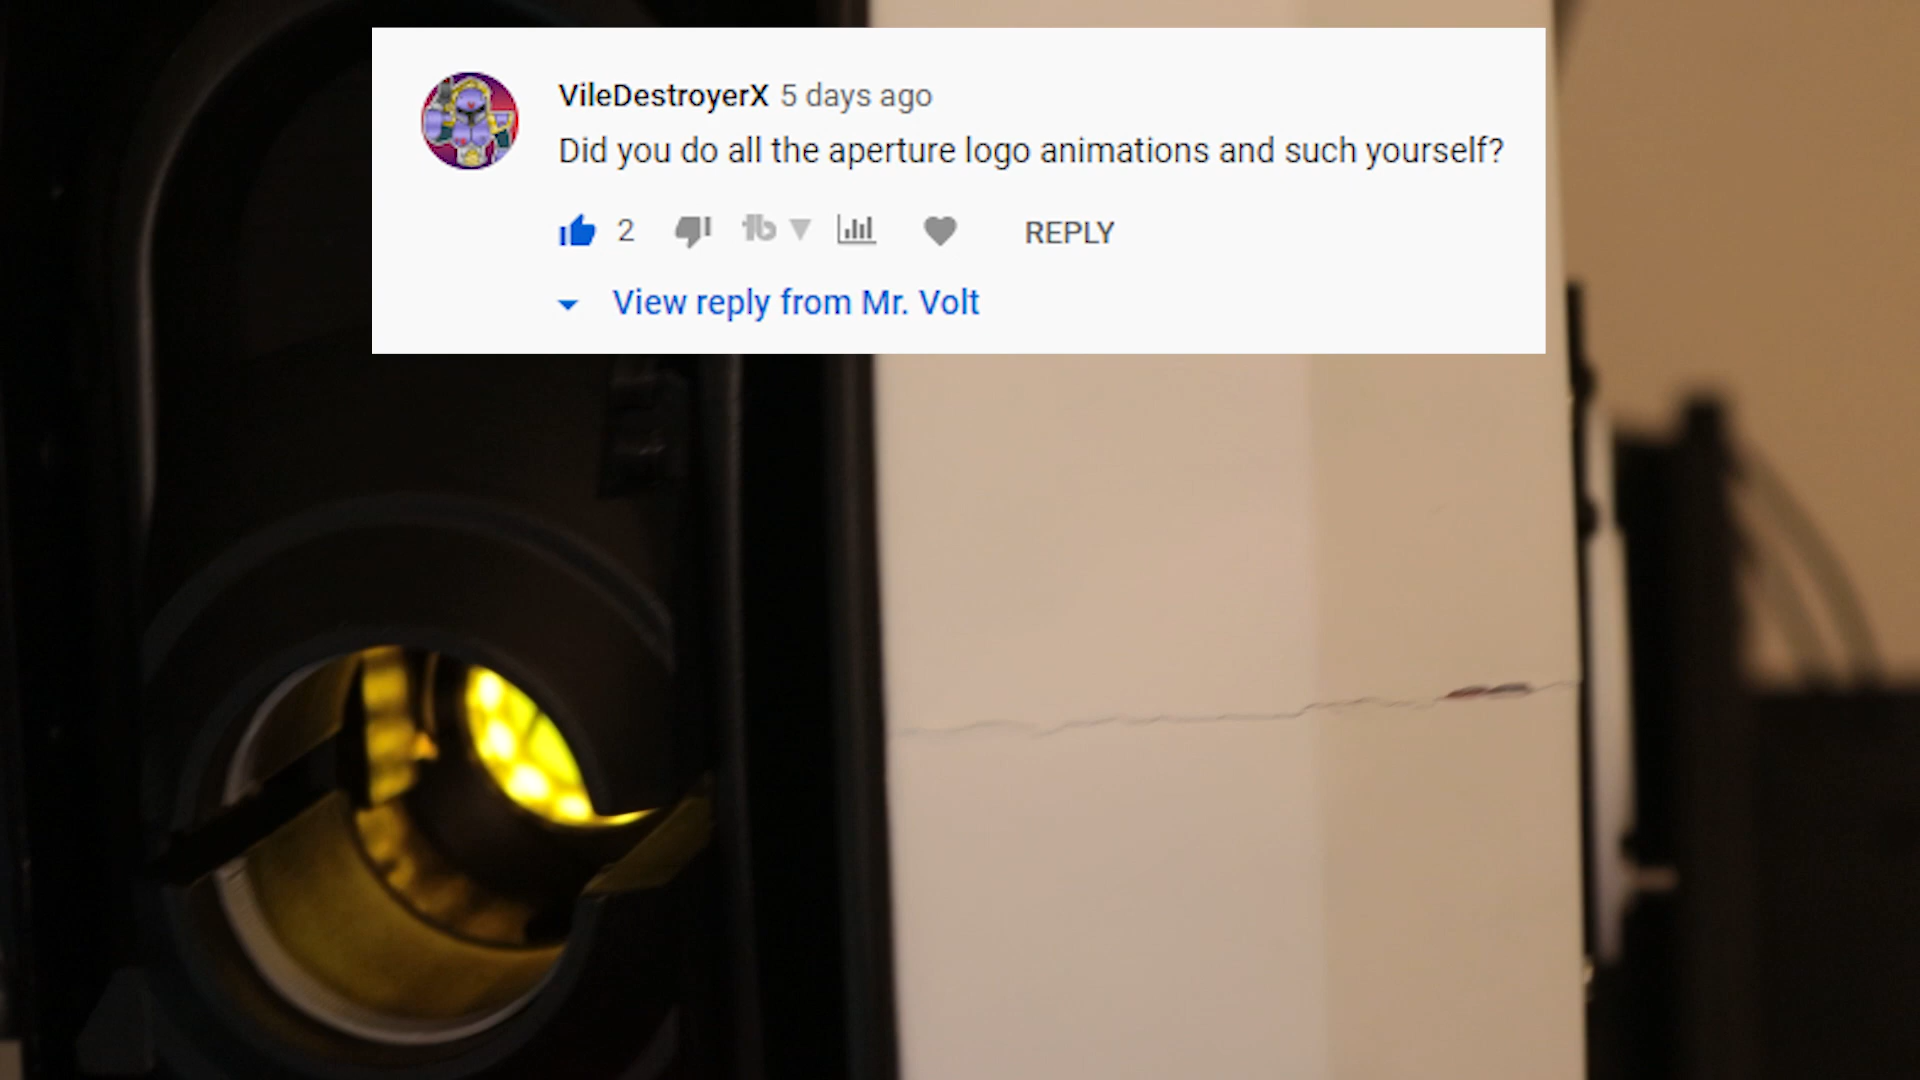 VileDestroyerX 5 days ago
Did you do all the aperture logo animations and such yourself?
2 REPLY
View reply from Mr. Volt